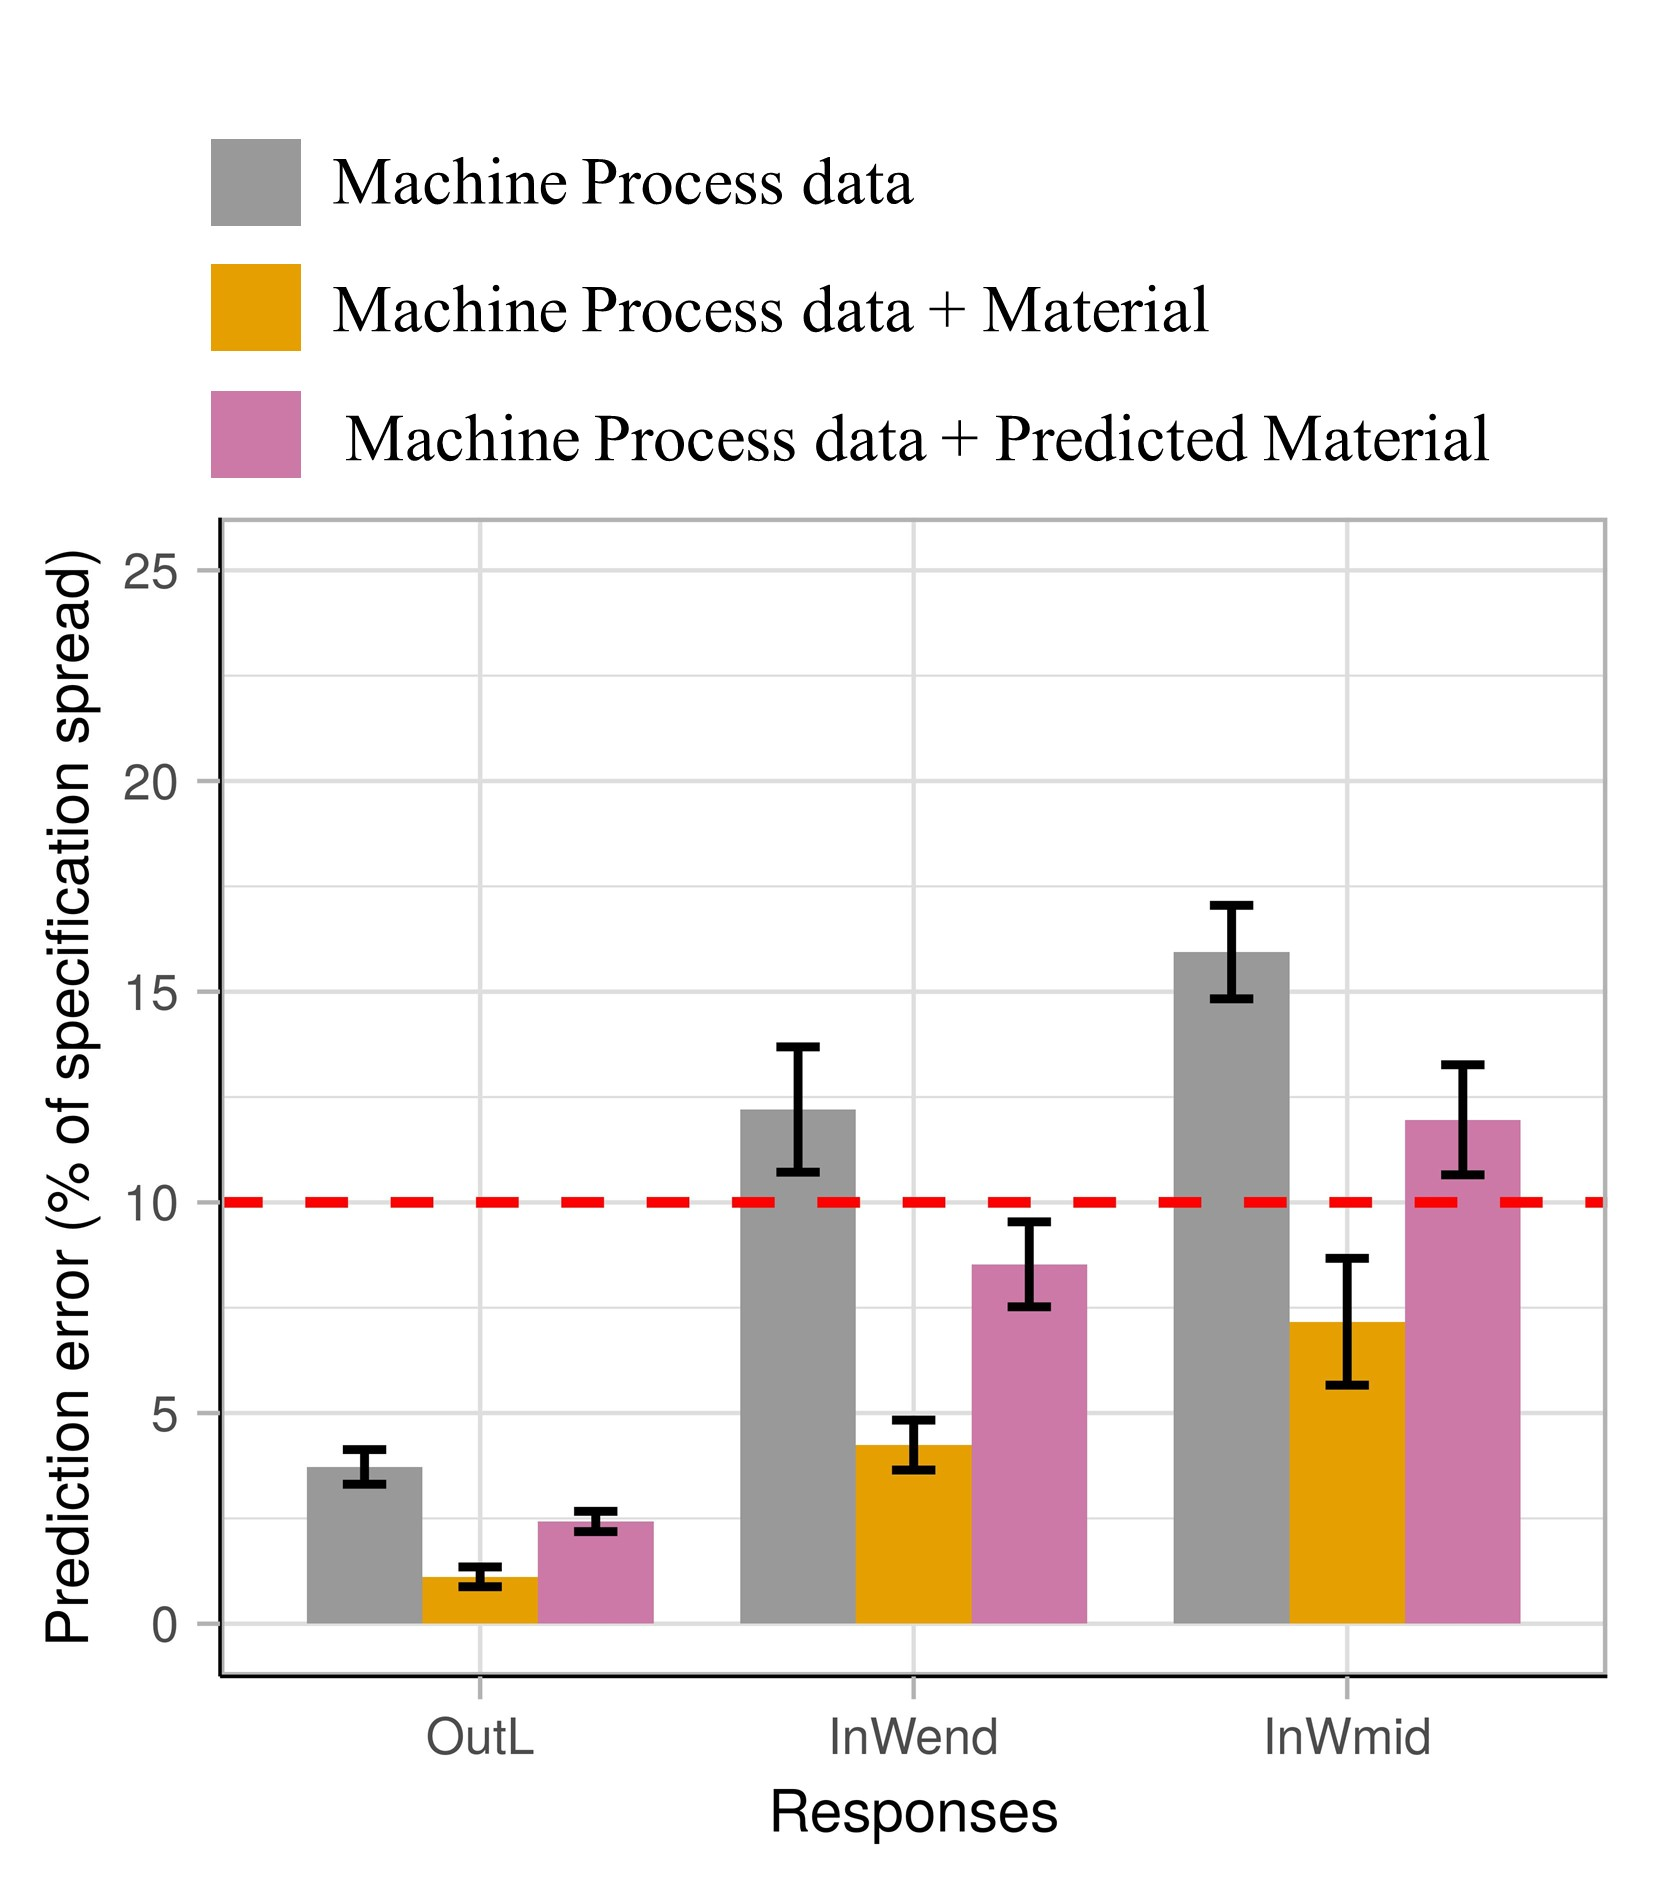 Machine Process data
Machine Process data + Material
Machine Process data + Predicted Material
Prediction error (% of specification spread)
25
20
15
10
5
0
OutL InWend InWmid
Responses